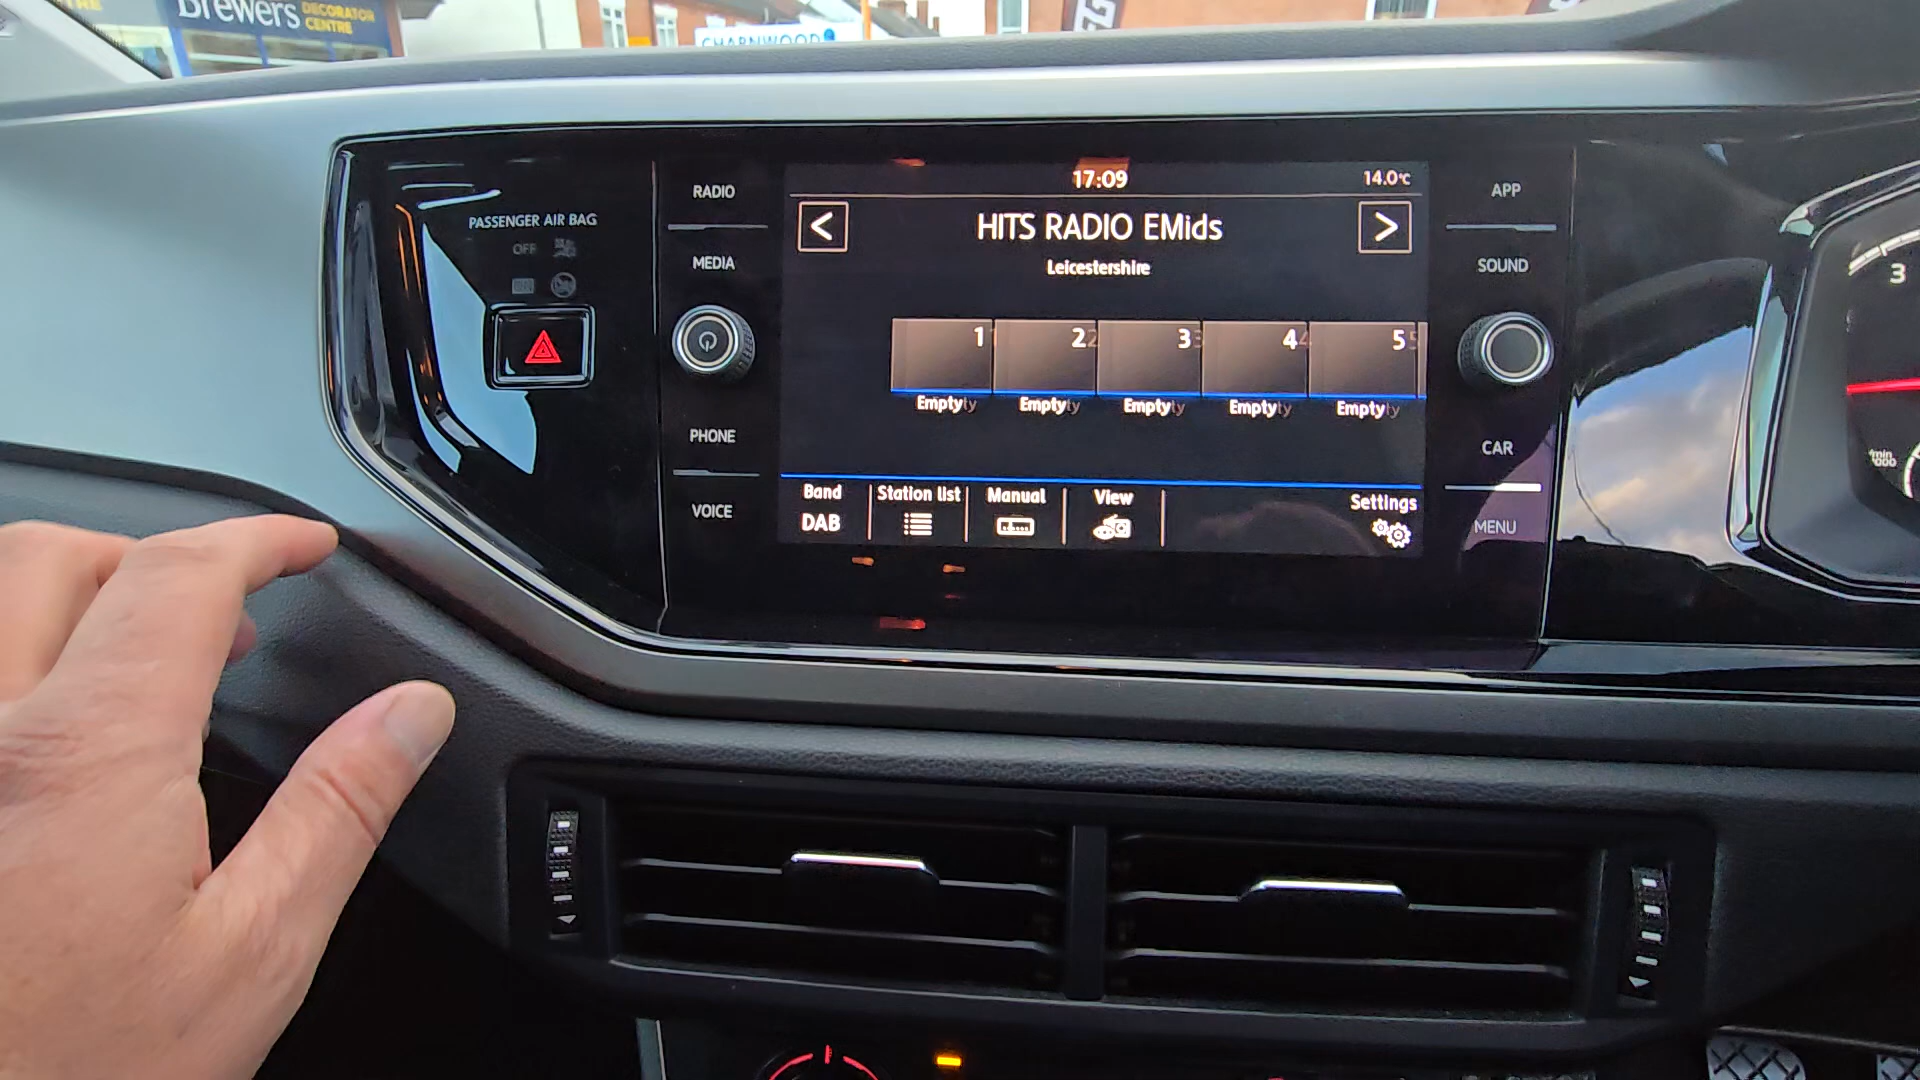 Brewers DECORATOR
CENTRE
CHARNWOOD
PASSENGER AIR BAG
OFF
RADIO
MEDIA
PHONE
VOICE
17:09
14.0°C
HITS RADIO EMids
Leicestershire
1 2 3 4 5
Empty Empty Empty Empty Empty
Band Station list Manual View Settings
DAB
APP
SOUND
CAR
MENU
3